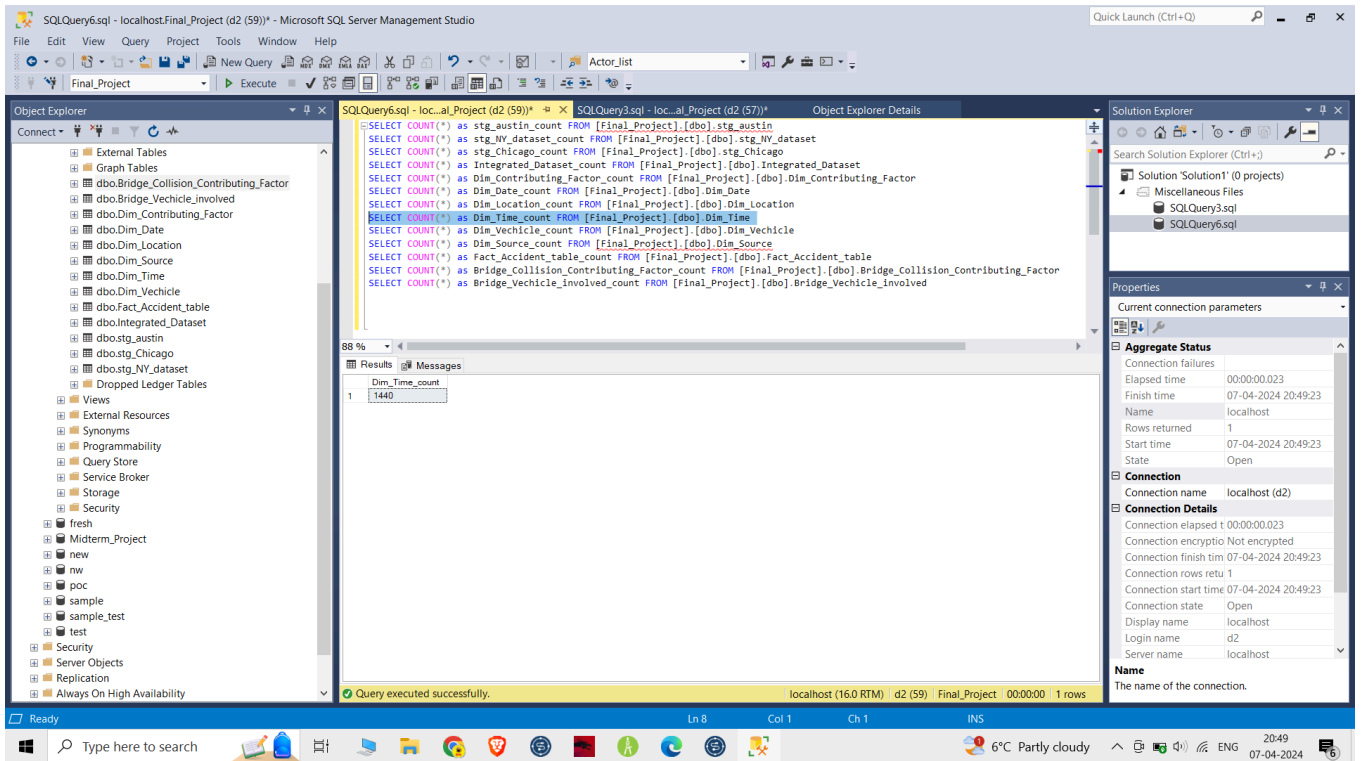 SQLQuery6.sql - localhost.Final_Project (d2 (59))* - Microsoft SQL Server Management Studio
Quick Launch (Ctrl+Q)
File Edit View Query Project Tools Window Help
New Query MDX DMX XMLA DAX Actor_list
Final_Project Execute
Object Explorer
Connect
External Tables
Graph Tables
dbo.Bridge_Collision_Contributing_Factor
dbo.Bridge_Vechicle_involved
dbo.Dim_Contributing_Factor
dbo.Dim_Date
dbo.Dim_Location
dbo.Dim_Source
dbo.Dim_Time
dbo.Dim_Vechicle
dbo.Fact_Accident_table
dbo.Integrated_Dataset
dbo.stg_austin
dbo.stg_Chicago
dbo.stg_NY_dataset
Dropped Ledger Tables
Views
External Resources
Synonyms
Programmability
Query Store
Service Broker
Storage
Security
fresh
Midterm_Project
new
nw
poc
sample
sample_test
test
Security
Server Objects
Replication
Always On High Availability
SQLQuery6.sql - loc...al_Project (d2 (59))* SQLQuery3.sql - loc...al_Project (d2 (57))* Object Explorer Details
SELECT COUNT(*) as stg_austin_count FROM [Final_Project].[dbo].stg_austin
SELECT COUNT(*) as stg_NY_dataset_count FROM [Final_Project].[dbo].stg_NY_dataset
SELECT COUNT(*) as stg_Chicago_count FROM [Final_Project].[dbo].stg_Chicago
SELECT COUNT(*) as Integrated_Dataset_count FROM [Final_Project].[dbo].Integrated_Dataset
SELECT COUNT(*) as Dim_Contributing_Factor_count FROM [Final_Project].[dbo].Dim_Contributing_Factor
SELECT COUNT(*) as Dim_Date_count FROM [Final_Project].[dbo].Dim_Date
SELECT COUNT(*) as Dim_Location_count FROM [Final_Project].[dbo].Dim_Location
SELECT COUNT(*) as Dim_Time_count FROM [Final_Project].[dbo].Dim_Time
SELECT COUNT(*) as Dim_Vechicle_count FROM [Final_Project].[dbo].Dim_Vechicle
SELECT COUNT(*) as Dim_Source_count FROM [Final_Project].[dbo].Dim_Source
SELECT COUNT(*) as Fact_Accident_table_count FROM [Final_Project].[dbo].Fact_Accident_table
SELECT COUNT(*) as Bridge_Collision_Contributing_Factor_count FROM [Final_Project].[dbo].Bridge_Collision_Contributing_Factor
SELECT COUNT(*) as Bridge_Vechicle_involved_count FROM [Final_Project].[dbo].Bridge_Vechicle_involved
88 %
Results Messages
Dim_Time_count
1 1440
Query executed successfully. localhost (16.0 RTM) d2 (59) Final_Project 00:00:00 1 rows
Solution Explorer
Search Solution Explorer (Ctrl+;)
Solution 'Solution1' (0 projects)
Miscellaneous Files
SQLQuery3.sql
SQLQuery6.sql
Properties
Current connection parameters
Aggregate Status
Connection failures
Elapsed time 00:00:00.023
Finish time 07-04-2024 20:49:23
Name localhost
Rows returned 1
Start time 07-04-2024 20:49:23
State Open
Connection
Connection name localhost (d2)
Connection Details
Connection elapsed t 00:00:00.023
Connection encryptio Not encrypted
Connection finish tim 07-04-2024 20:49:23
Connection rows retu 1
Connection start time 07-04-2024 20:49:23
Connection state Open
Display name localhost
Login name d2
Server name localhost
Name
The name of the connection.
Ready Ln 8 Col 1 Ch 1 INS
Type here to search 6°C Partly cloudy ENG 20:49
07-04-2024 6